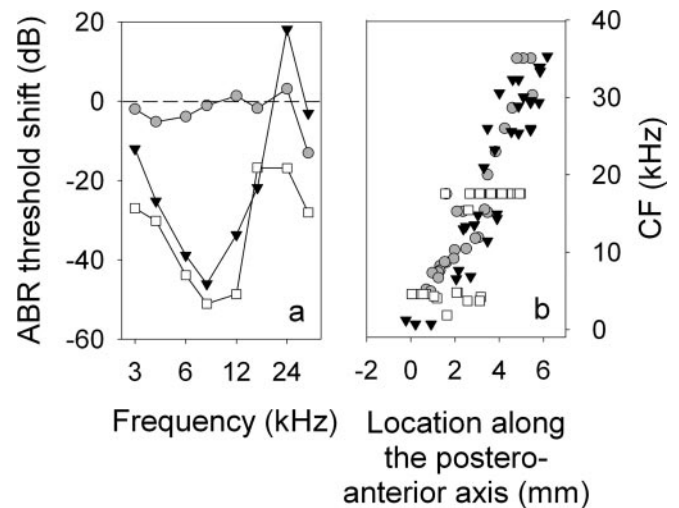 ABR threshold shift (dB)
20
0
-20
-40
-60
3
6
12
24
a
Frequency (kHz)
b
-2
0
2
4
6
Location along
the postero-
anterior axis (mm)
40
30
20
10
0
CF (kHz)